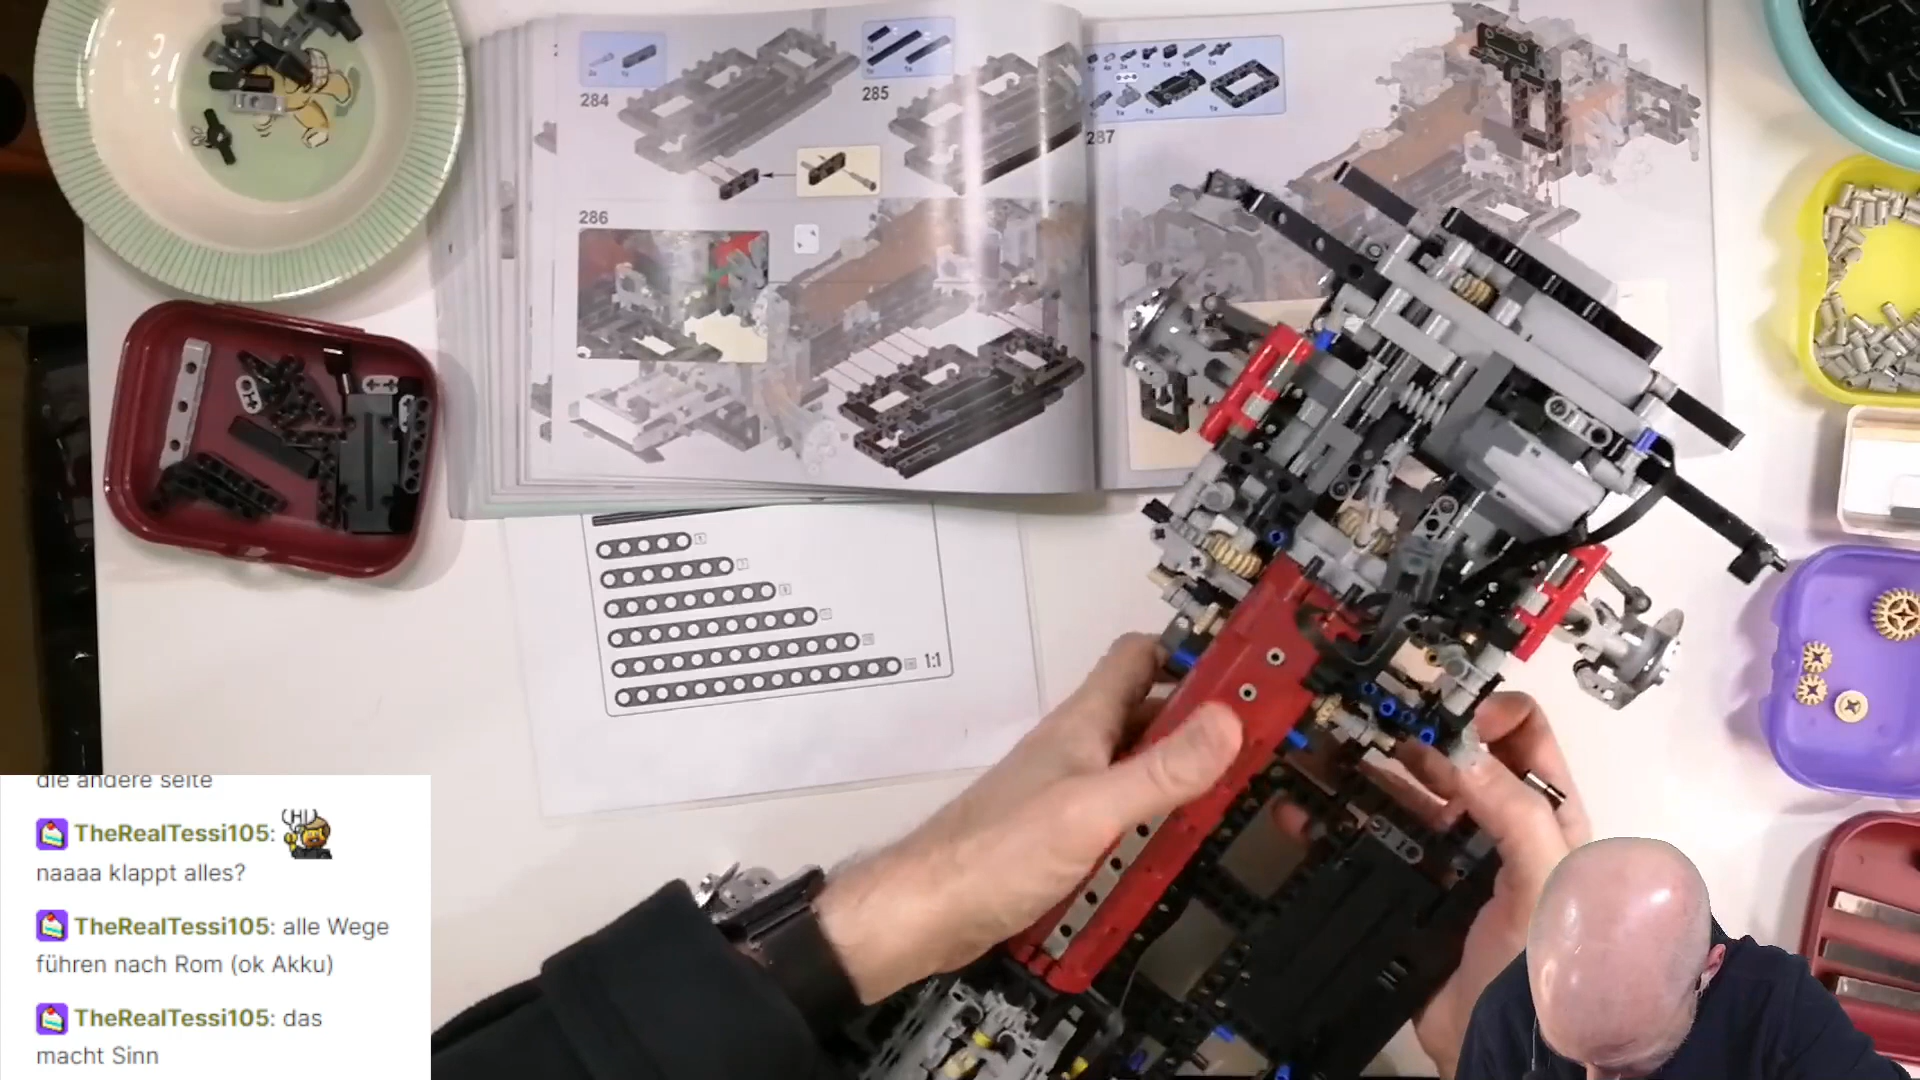 284
285
286
287
1:1
die andere seite
TheRealTessi105:
naaaa klappt alles?
TheRealTessi105: alle Wege
führen nach Rom (ok Akku)
TheRealTessi105: das
macht Sinn